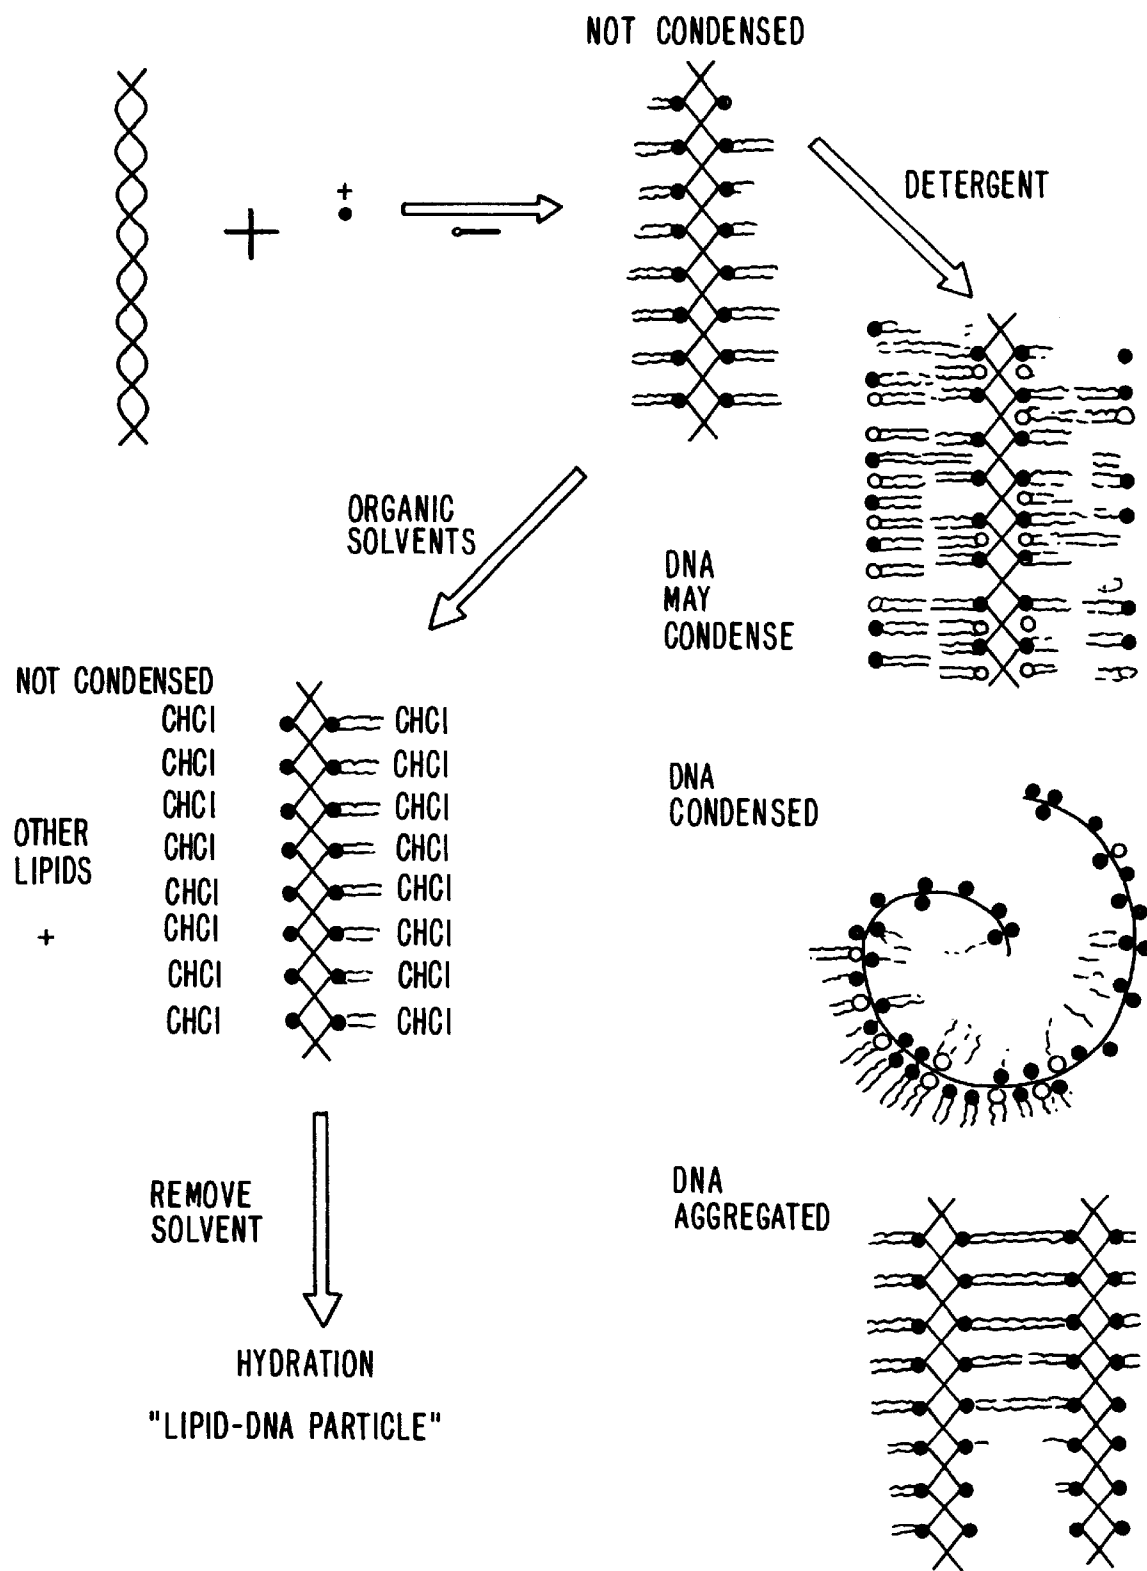 NOT CONDENSED
+
+
DETERGENT
ORGANIC
SOLVENTS
DNA
MAY
CONDENSE
NOT CONDENSED
CHCl CHCl
CHCl CHCl
CHCl CHCl
OTHER
LIPIDS
+
CHCl CHCl
CHCl CHCl
CHCl CHCl
CHCl CHCl
CHCl CHCl
DNA
CONDENSED
REMOVE
SOLVENT
HYDRATION
"LIPID-DNA PARTICLE"
DNA
AGGREGATED